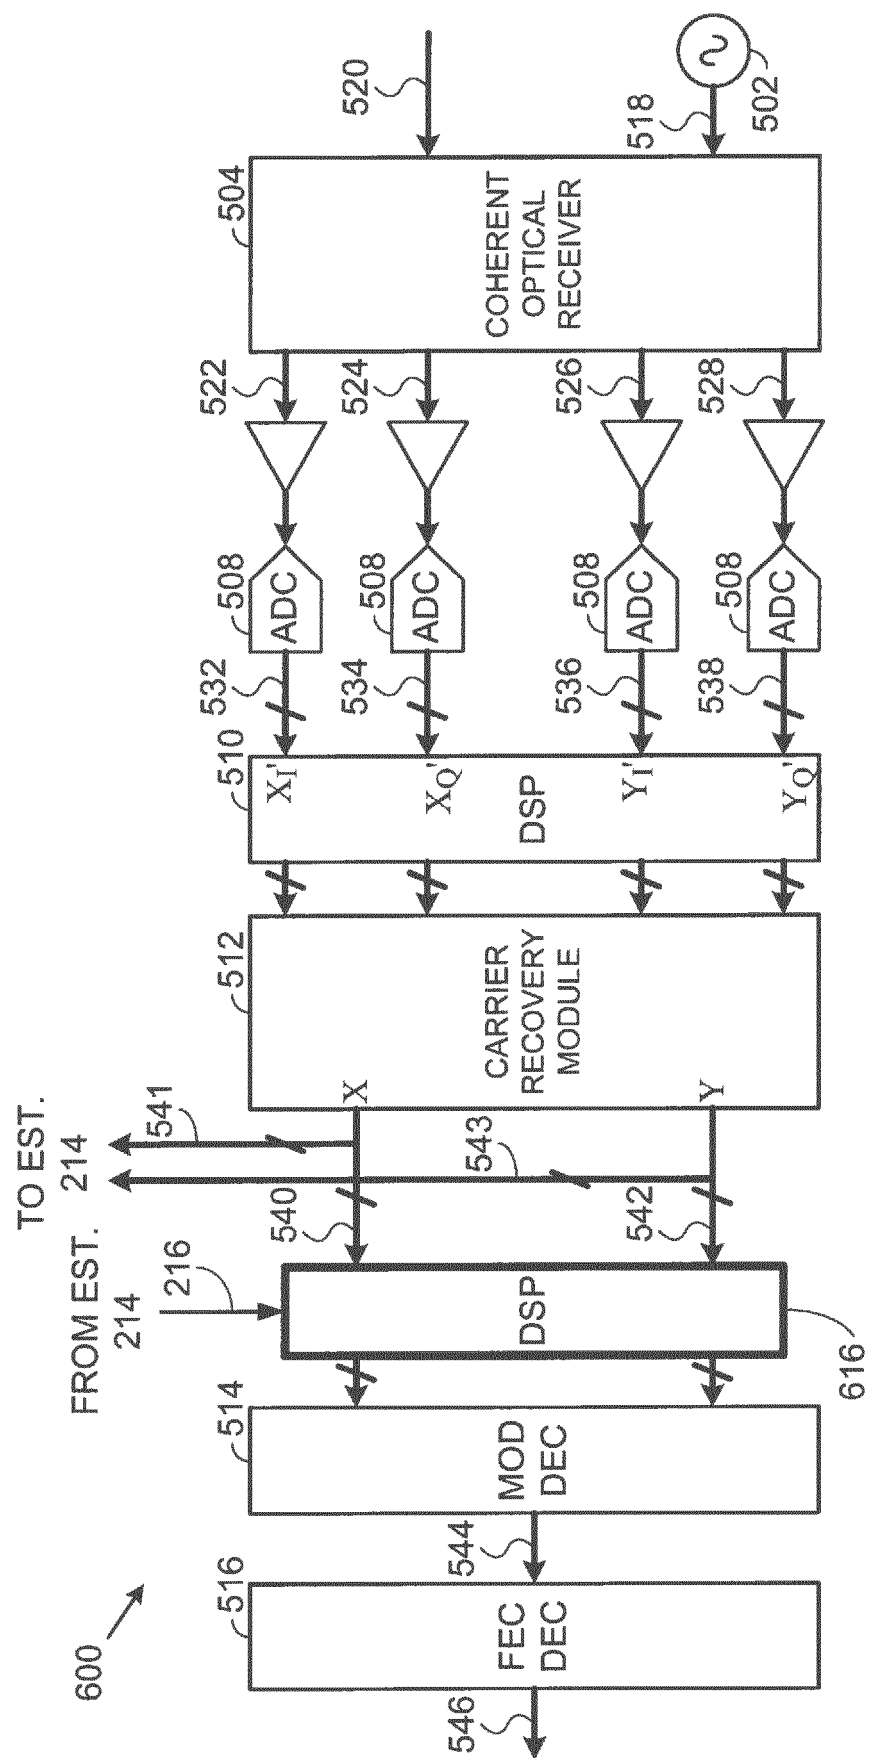 520
518
502
504
COHERENT
OPTICAL
RECEIVER
522
524
526
528
508
ADC
508
ADC
508
ADC
508
ADC
532
534
536
538
510
X_I'
X_Q'
Y_I'
Y_Q'
DSP
512
CARRIER
RECOVERY
MODULE
X
Y
TO EST.
214
541
543
540
542
FROM EST.
214
216
DSP
616
514
MOD
DEC
544
516
FEC
DEC
546
600